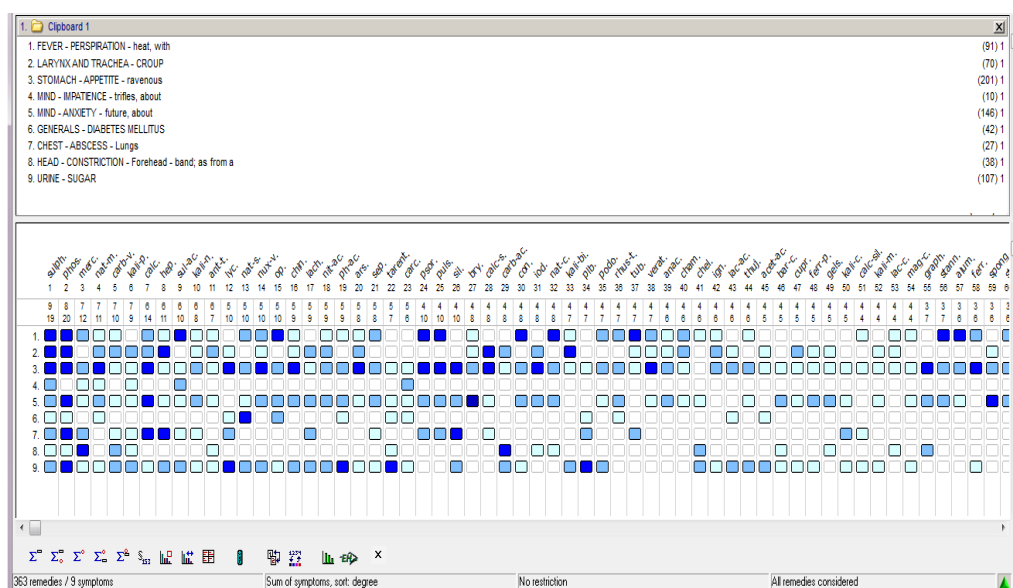 1. Clipboard 1 X
1. FEVER - PERSPIRATION - heat, with (91) 1
2. LARYNX AND TRACHEA - CROUP (70) 1
3. STOMACH - APPETITE - ravenous (201) 1
4. MIND - IMPATIENCE - trifles, about (10) 1
5. MIND - ANXIETY - future, about (146) 1
6. GENERALS - DIABETES MELLITUS (42) 1
7. CHEST - ABSCESS - Lungs (27) 1
8. HEAD - CONSTRICTION - Forehead - band; as from a (38) 1
9. URINE - SUGAR (107) 1
sulph. phos. merc. nat-m. carb-v. kali-p. calc. hep. sul-ac. kali-n. ant-t. lyc. nat-s. nux-v. op. chin. lach. nit-ac. ph-ac. ars. sep. tarent. carc. psor. puls. sil. bry. calc-s. carb-ac. con. iod. nat-c. kali-bi. plb. podo. rhus-t. tub. verat. anac. cham. chel. ign. lac-ac. thuj. acet-ac. bar-c. cupr. ferr-p. gels. kali-c. calc-sil. kali-m. lac-c. mag-c. graph. stann. alum. ferr. spong.
1 2 3 4 5 6 7 8 9 10 11 12 13 14 15 16 17 18 19 20 21 22 23 24 25 26 27 28 29 30 31 32 33 34 35 36 37 38 39 40 41 42 43 44 45 46 47 48 49 50 51 52 53 54 55 56 57 58 59
9 8 7 7 7 7 6 6 6 6 6 5 5 5 5 5 5 5 5 5 5 5 5 4 4 4 4 4 4 4 4 4 4 4 4 4 4 4 4 4 4 4 4 4 4 4 4 4 4 4 4 4 4 4 3 3 3 3 3
19 20 12 11 10 9 14 11 10 8 7 12 10 10 10 9 9 9 9 8 8 7 6 10 10 10 8 8 8 8 8 8 7 7 7 7 7 7 6 6 6 6 6 6 5 5 5 5 5 5 4 4 4 4 7 6 6 6 6
1.
2.
3.
4.
5.
6.
7.
8.
9.
363 remedies / 9 symptoms Sum of symptoms, sort: degree No restriction All remedies considered